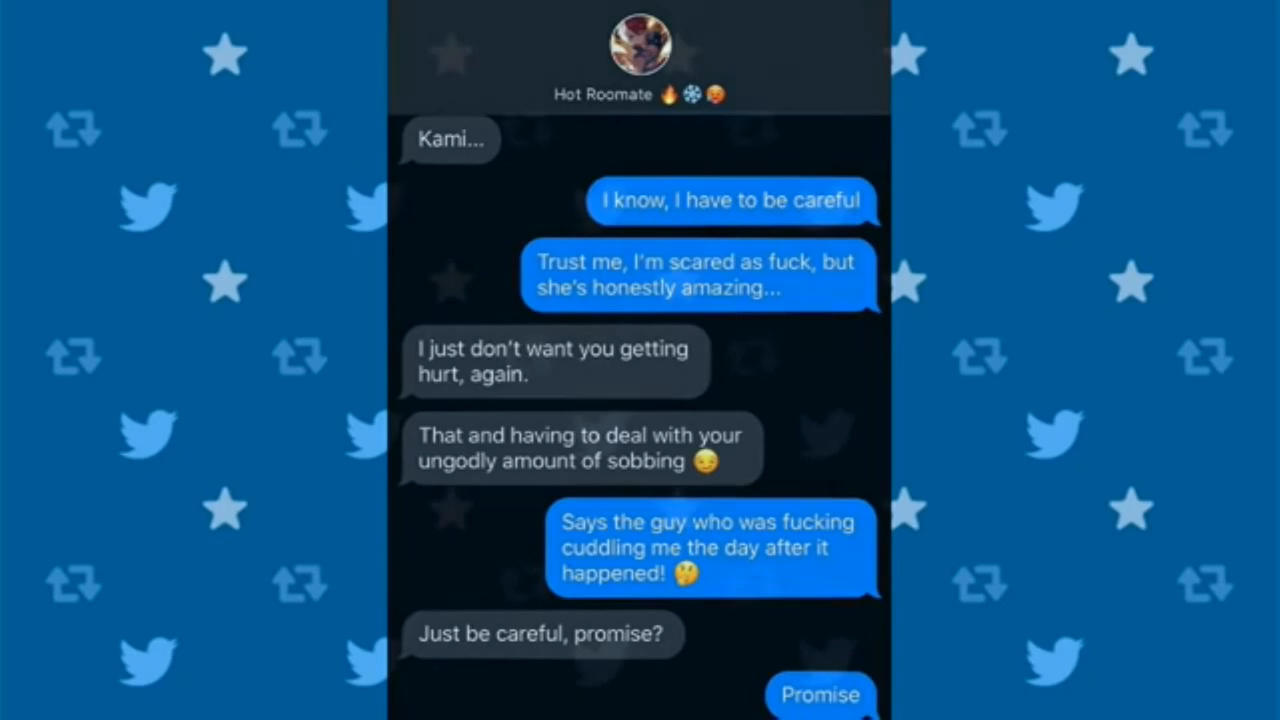 Hot Roomate 🔥❄️🥵
Kami...
I know, I have to be careful
Trust me, I'm scared as fuck, but
she's honestly amazing...
I just don't want you getting
hurt, again.
That and having to deal with your
ungodly amount of sobbing 😏
Says the guy who was fucking
cuddling me the day after it
happened! 🤔
Just be careful, promise?
Promise